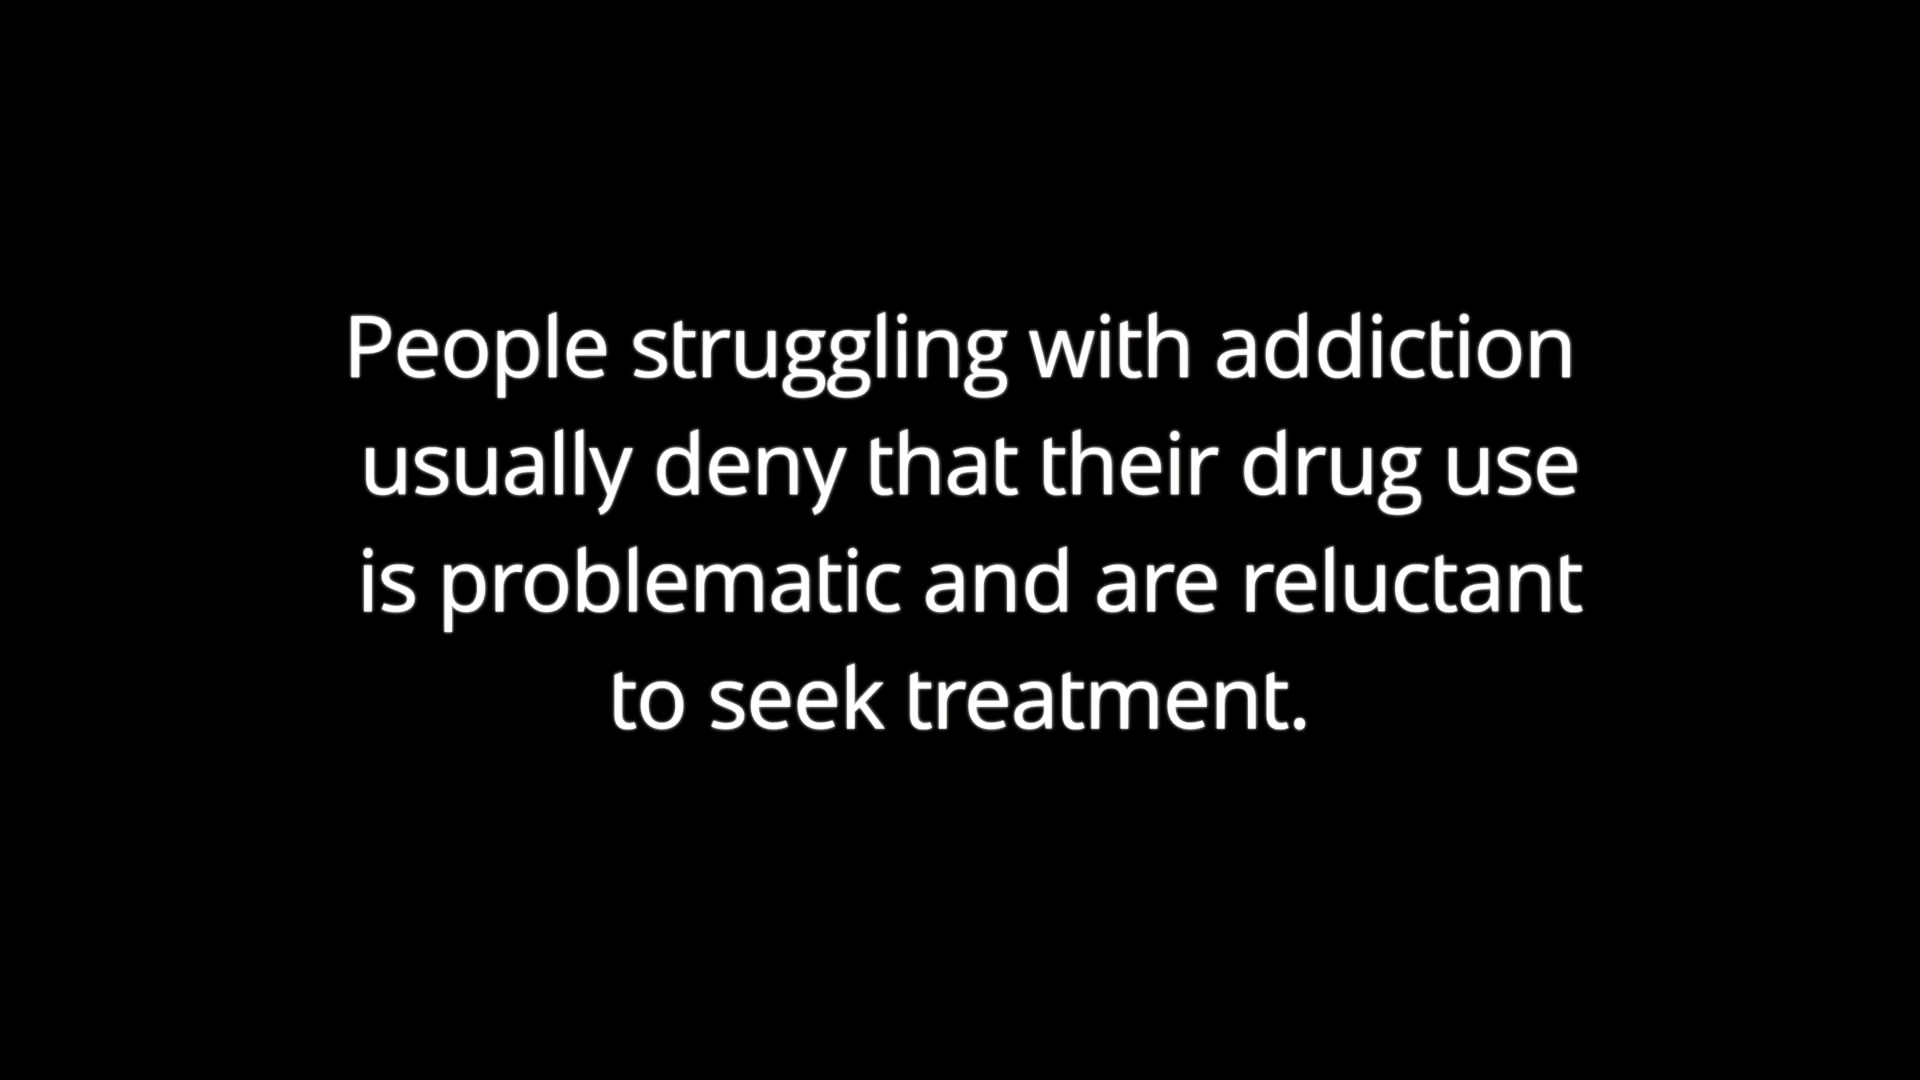 People struggling with addiction
usually deny that their drug use
is problematic and are reluctant
to seek treatment.